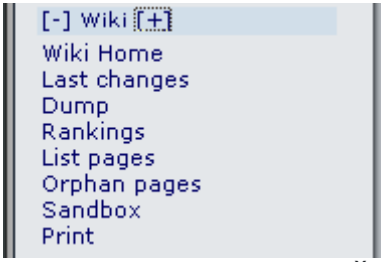 [-] Wiki [+]
Wiki Home
Last changes
Dump
Rankings
List pages
Orphan pages
Sandbox
Print